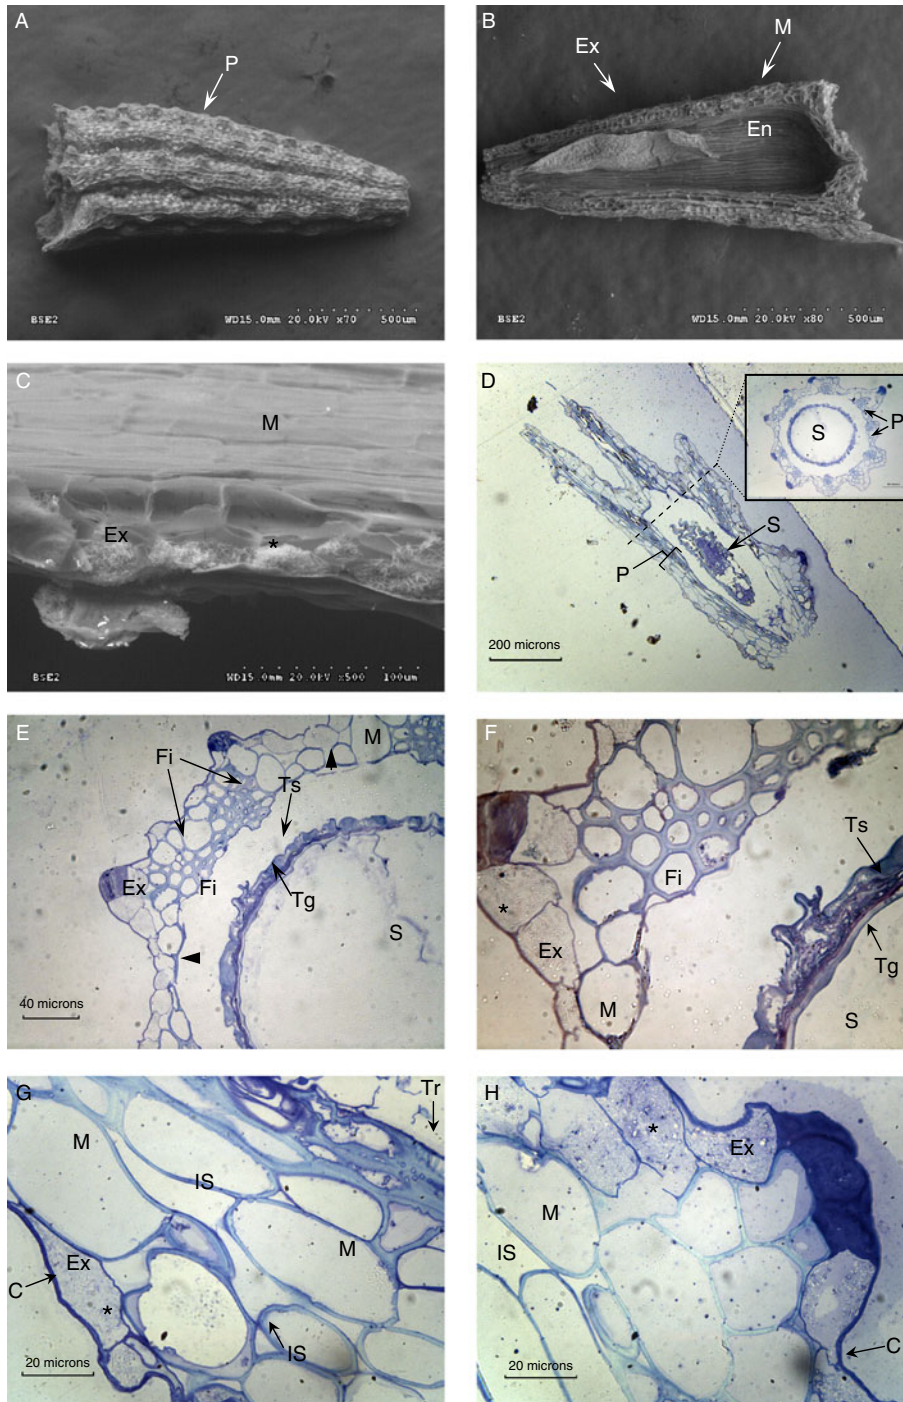 A
P
BSE2 WD15.0mm 20.0kV x70 500um
B
Ex
M
En
BSE2 WD15.0mm 20.0kV x80 500um
C
M
Ex
*
BSE2 WD15.0mm 20.0kV x500 100um
D
S
P
S
P
200 microns
E
Fi
M
Ts
Ex
Fi
Tg
S
40 microns
F
Ts
Fi
*
Ex
Tg
M
S
G
Tr
M
IS
M
Ex
C
*
IS
20 microns
H
*
Ex
M
IS
C
20 microns